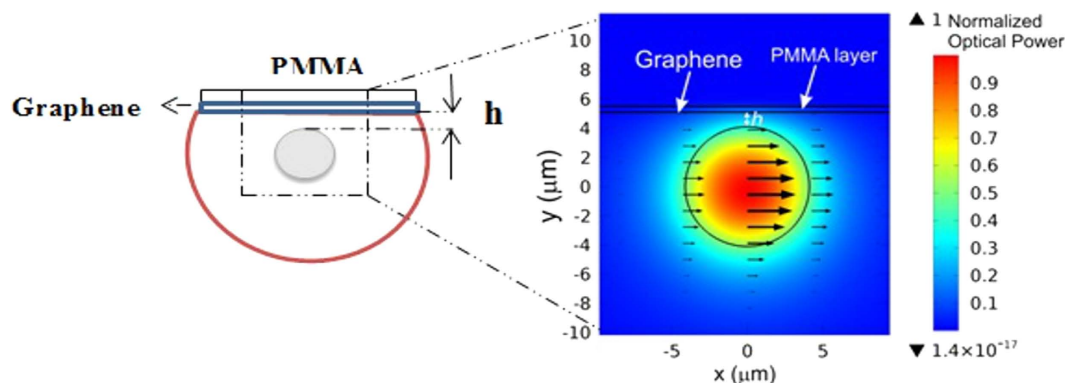 PMMA
Graphene
h
Graphene
PMMA layer
h
10
8
6
4
2
0
-2
-4
-6
-8
-10
y (μm)
-5 0 5
x (μm)
▲ 1 Normalized
Optical Power
0.9
0.8
0.7
0.6
0.5
0.4
0.3
0.2
0.1
▼ 1.4×10⁻¹⁷